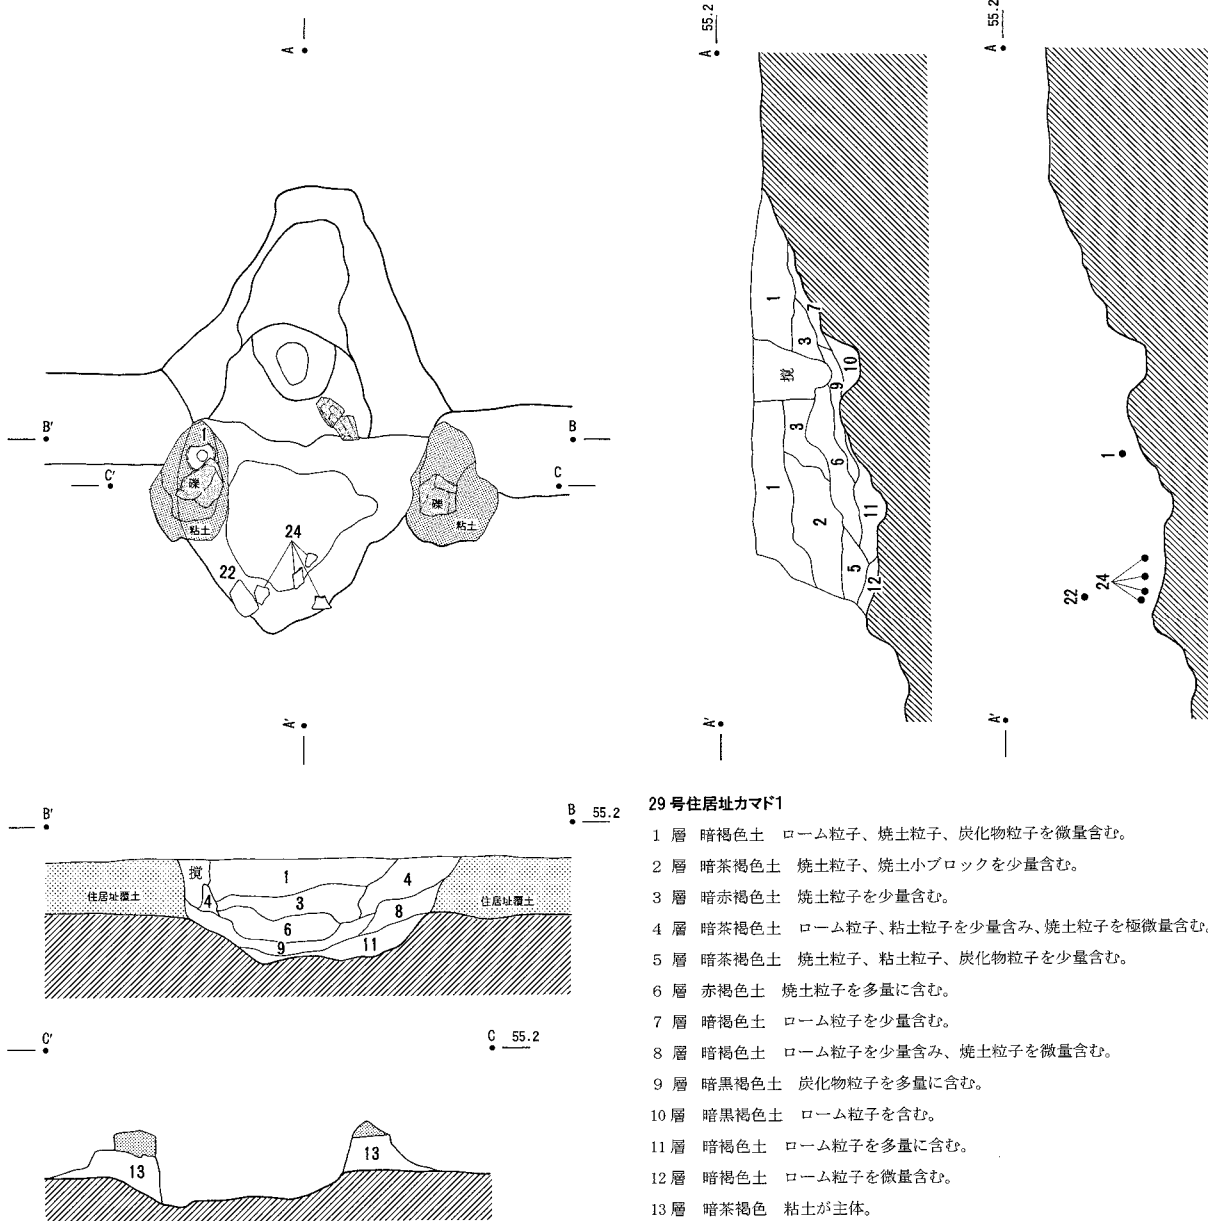 A
A 55.2
A 55.2
1
7
3
10
撹
9
B'
1
B
3
C'
礫
C
6
1
礫
1
粘土
粘土
11
2
24
22
5
12
24
22
A'
A'
A'
B'
B 55.2
撹
1
4
住居址覆土
4
3
住居址覆土
8
6
9
11
C'
C 55.2
13
13
29号住居址カマド1
1 層 暗褐色土 ローム粒子、焼土粒子、炭化物粒子を微量含む。
2 層 暗茶褐色土 焼土粒子、焼土小ブロックを少量含む。
3 層 暗赤褐色土 焼土粒子を少量含む。
4 層 暗茶褐色土 ローム粒子、粘土粒子を少量含み、焼土粒子を極微量含む。
5 層 暗茶褐色土 焼土粒子、粘土粒子、炭化物粒子を少量含む。
6 層 赤褐色土 焼土粒子を多量に含む。
7 層 暗褐色土 ローム粒子を少量含む。
8 層 暗褐色土 ローム粒子を少量含み、焼土粒子を微量含む。
9 層 暗黒褐色土 炭化物粒子を多量に含む。
10層 暗黒褐色土 ローム粒子を含む。
11層 暗褐色土 ローム粒子を多量に含む。
12層 暗褐色土 ローム粒子を微量含む。
13層 暗茶褐色 粘土が主体。